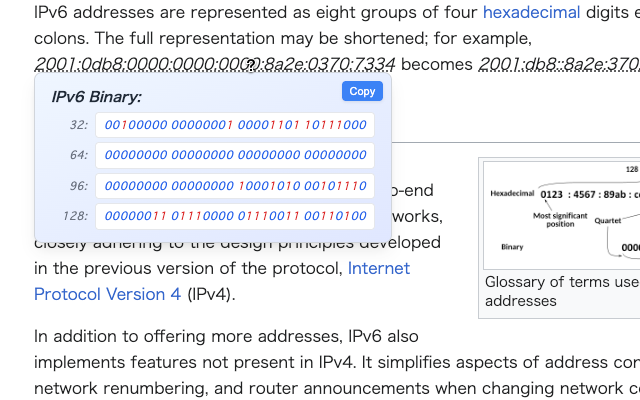 IPv6 addresses are represented as eight groups of four hexadecimal digits e
colons. The full representation may be shortened; for example,
2001:0db8:0000:0000:0000:8a2e:0370:7334 becomes 2001:db8::8a2e:370
IPv6 Binary:
Copy
32: 00100000 00000001 00001101 10111000
64: 00000000 00000000 00000000 00000000
96: 00000000 00000000 10001010 00101110
128: 00000011 01110000 01110011 00110100
o-end
works,
closely adhering to the design principles developed
in the previous version of the protocol, Internet
Protocol Version 4 (IPv4).
128
Hexadecimal 0123 : 4567 : 89ab : c
Most significant
position
Quartet
Binary
0000
Glossary of terms use
addresses
In addition to offering more addresses, IPv6 also
implements features not present in IPv4. It simplifies aspects of address con
network renumbering, and router announcements when changing network c